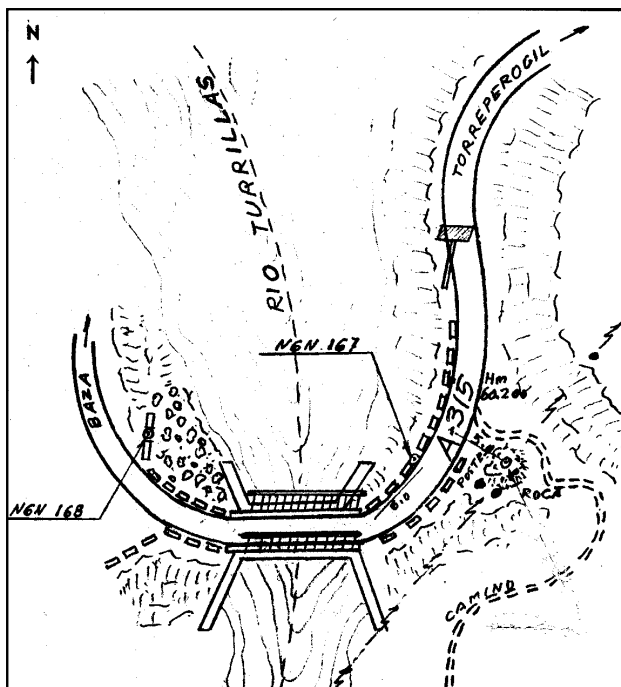 N
TORREPEROGIL
RIO TURRILLAS
NGN 167
BAZA
Hm
60.200
A-315
ROCA
NGN 168
CAMINO